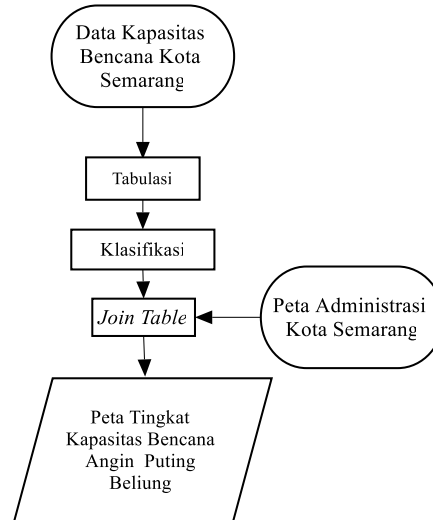 Data Kapasitas
Bencana Kota
Semarang
Tabulasi
Klasifikasi
Join Table
Peta Administrasi
Kota Semarang
Peta Tingkat
Kapasitas Bencana
Angin Puting
Beliung